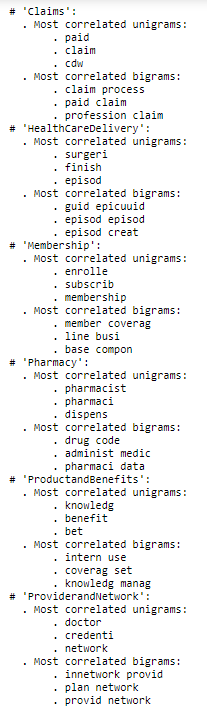 # 'Claims':
. Most correlated unigrams:
. paid
. claim
. cdw
. Most correlated bigrams:
. claim process
. paid claim
. profession claim
# 'HealthCareDelivery':
. Most correlated unigrams:
. surgeri
. finish
. episod
. Most correlated bigrams:
. guid epicuuid
. episod episod
. episod creat
# 'Membership':
. Most correlated unigrams:
. enrolle
. subscrib
. membership
. Most correlated bigrams:
. member coverag
. line busi
. base compon
# 'Pharmacy':
. Most correlated unigrams:
. pharmacist
. pharmaci
. dispens
. Most correlated bigrams:
. drug code
. administ medic
. pharmaci data
# 'ProductandBenefits':
. Most correlated unigrams:
. knowledg
. benefit
. bet
. Most correlated bigrams:
. intern use
. coverag set
. knowledg manag
# 'ProviderandNetwork':
. Most correlated unigrams:
. doctor
. credenti
. network
. Most correlated bigrams:
. innetwork provid
. plan network
. provid network